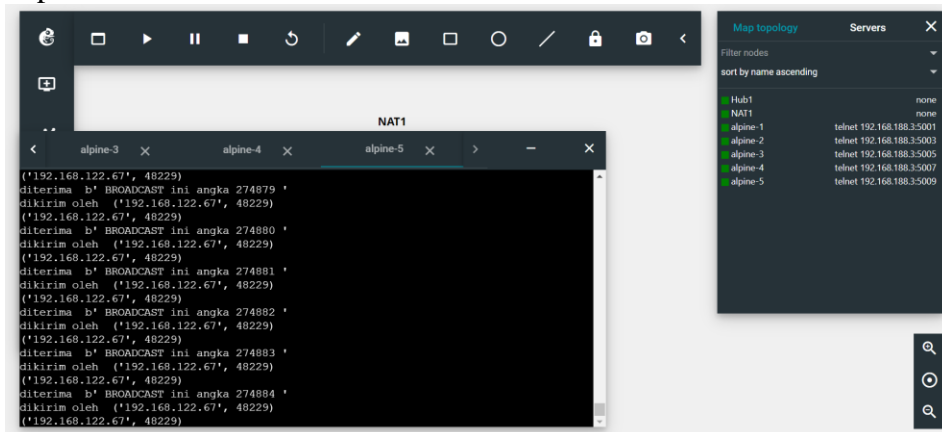 Map topology Servers
Filter nodes
sort by name ascending
Hub1 none
NAT1 none
alpine-1 telnet 192.168.188.3:5001
alpine-2 telnet 192.168.188.3:5003
alpine-3 telnet 192.168.188.3:5005
alpine-4 telnet 192.168.188.3:5007
alpine-5 telnet 192.168.188.3:5009
NAT1
alpine-3 alpine-4 alpine-5
('192.168.122.67', 48229)
diterima b' BROADCAST ini angka 274879 '
dikirim oleh ('192.168.122.67', 48229)
('192.168.122.67', 48229)
diterima b' BROADCAST ini angka 274880 '
dikirim oleh ('192.168.122.67', 48229)
('192.168.122.67', 48229)
diterima b' BROADCAST ini angka 274881 '
dikirim oleh ('192.168.122.67', 48229)
('192.168.122.67', 48229)
diterima b' BROADCAST ini angka 274882 '
dikirim oleh ('192.168.122.67', 48229)
('192.168.122.67', 48229)
diterima b' BROADCAST ini angka 274883 '
dikirim oleh ('192.168.122.67', 48229)
('192.168.122.67', 48229)
diterima b' BROADCAST ini angka 274884 '
dikirim oleh ('192.168.122.67', 48229)
('192.168.122.67', 48229)